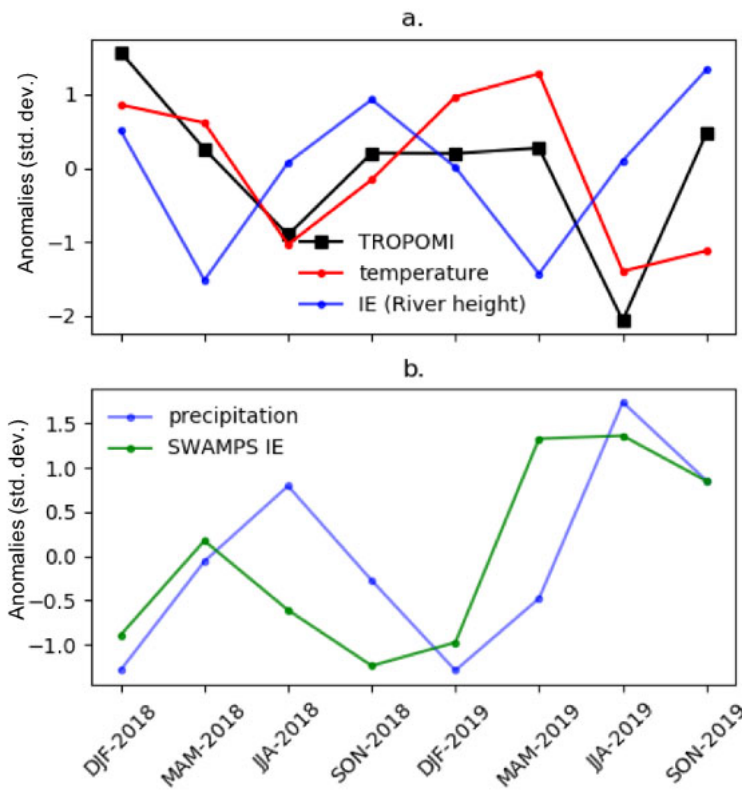 a.
Anomalies (std. dev.)
1
0
−1
−2
TROPOMI
temperature
IE (River height)
b.
Anomalies (std. dev.)
1.5
1.0
0.5
0.0
−0.5
−1.0
precipitation
SWAMPS IE
DJF-2018
MAM-2018
JJA-2018
SON-2018
DJF-2019
MAM-2019
JJA-2019
SON-2019